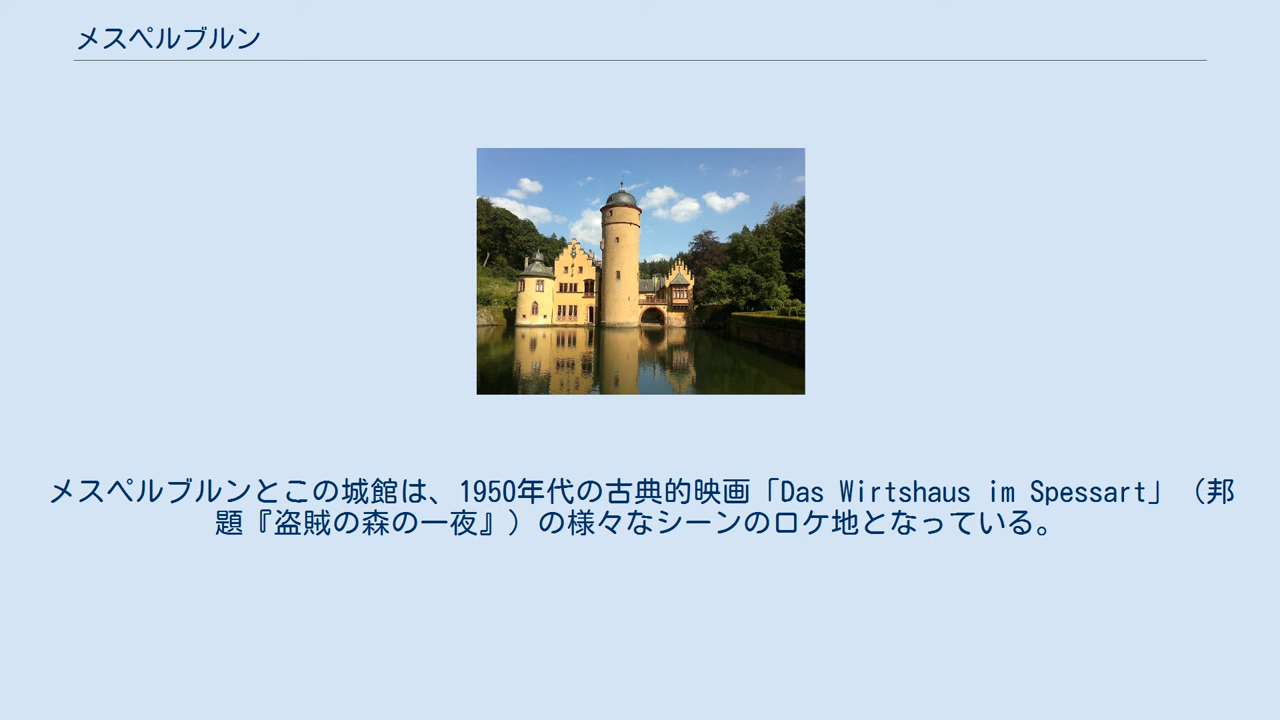 メスペルブルン
メスペルブルンとこの城館は、1950年代の古典的映画「Das Wirtshaus im Spessart」（邦
題『盗賊の森の一夜』）の様々なシーンのロケ地となっている。